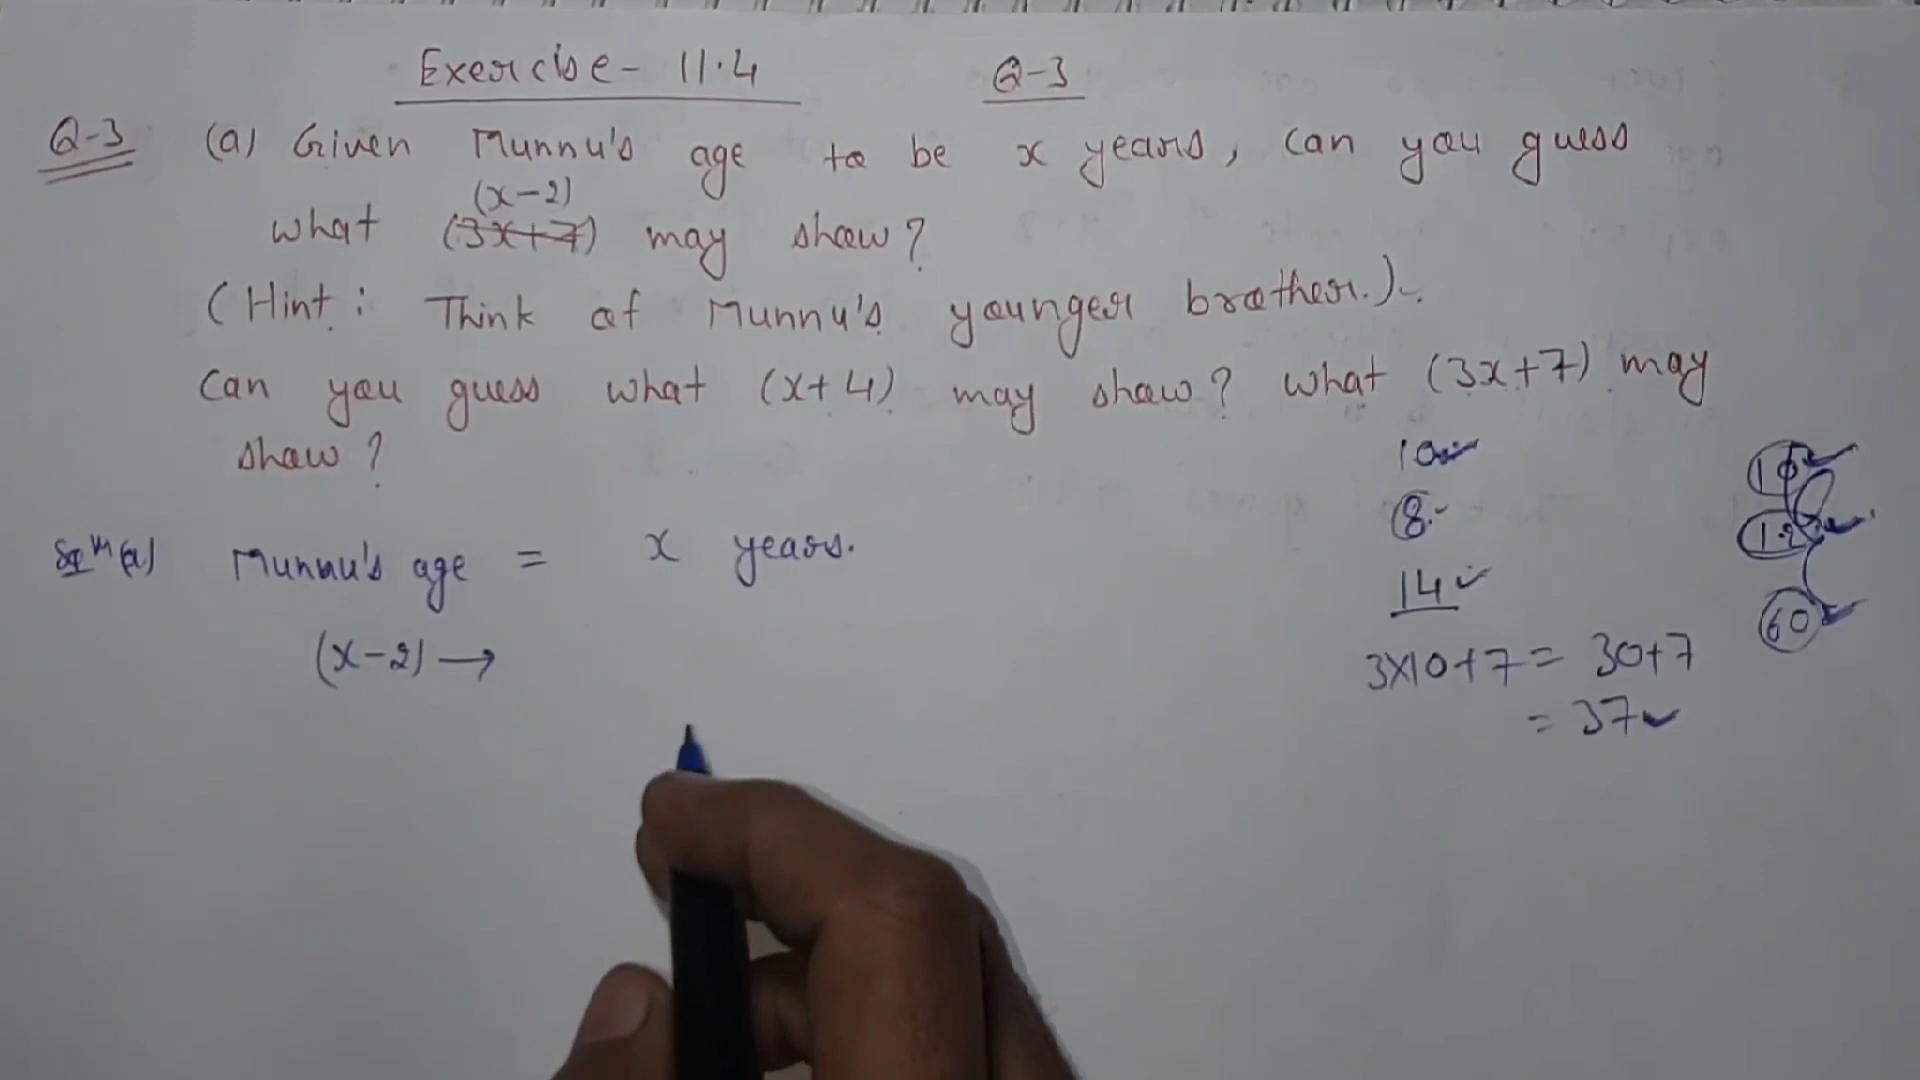 Exercise - 11.4 Q-3
Q-3 (a) Given Munnu's age to be x years, can you guess
(x-2)
what (3x+7) may show?
(Hint: Think of Munnu's younger brother.).
Can you guess what (x+4) may show? What (3x+7) may
show?
10
8
14
60
3x10+7 = 30+7
= 37
Solⁿ (a) Munnu's age = x years.
(x-2) →